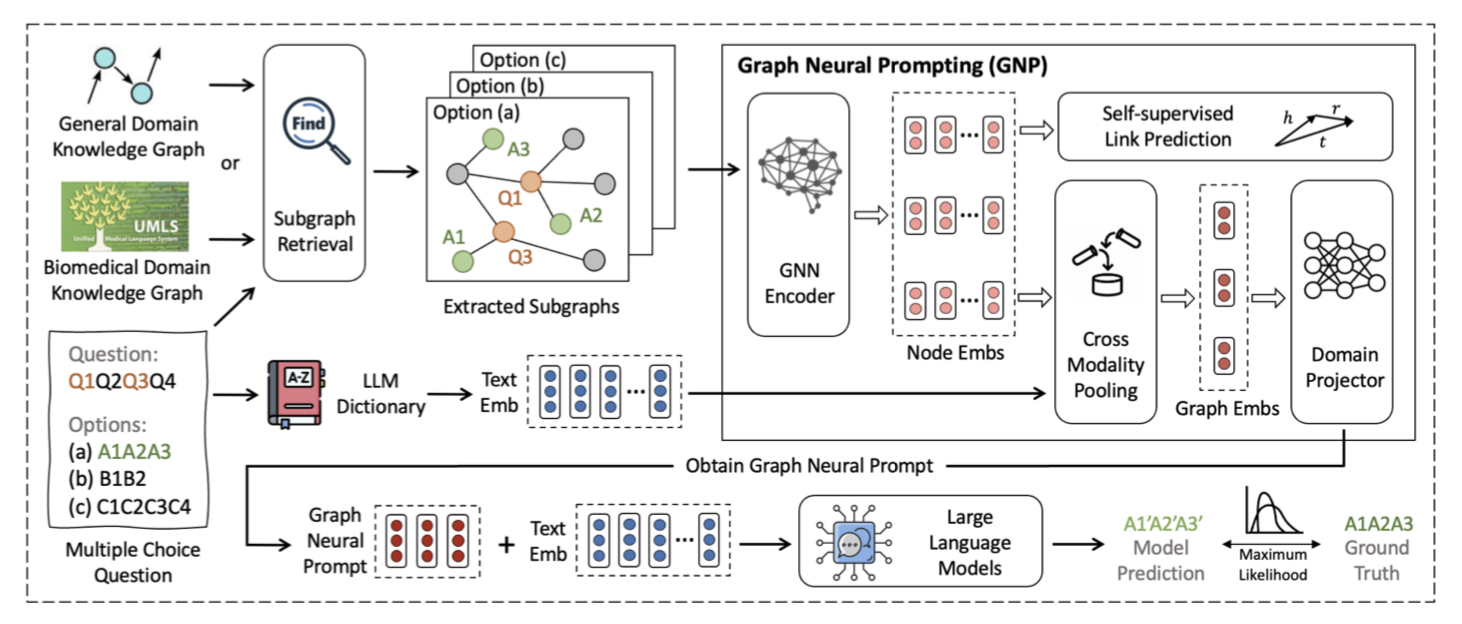 General Domain
Knowledge Graph
or
UMLS
Unified Medical Language System
Biomedical Domain
Knowledge Graph
Question:
Q1Q2Q3Q4
Options:
(a) A1A2A3
(b) B1B2
(c) C1C2C3C4
Multiple Choice
Question
Find
Subgraph
Retrieval
Option (c)
Option (b)
Option (a)
A3
Q1
A2
A1
Q3
Extracted Subgraphs
A-Z
LLM
Dictionary
Text
Emb
Graph Neural Prompting (GNP)
GNN
Encoder
Node Embs
Self-supervised
Link Prediction
h
r
t
Cross
Modality
Pooling
Graph Embs
Domain
Projector
Obtain Graph Neural Prompt
Graph
Neural
Prompt
+
Text
Emb
Large
Language
Models
A1'A2'A3'
Model
Prediction
Maximum
Likelihood
A1A2A3
Ground
Truth